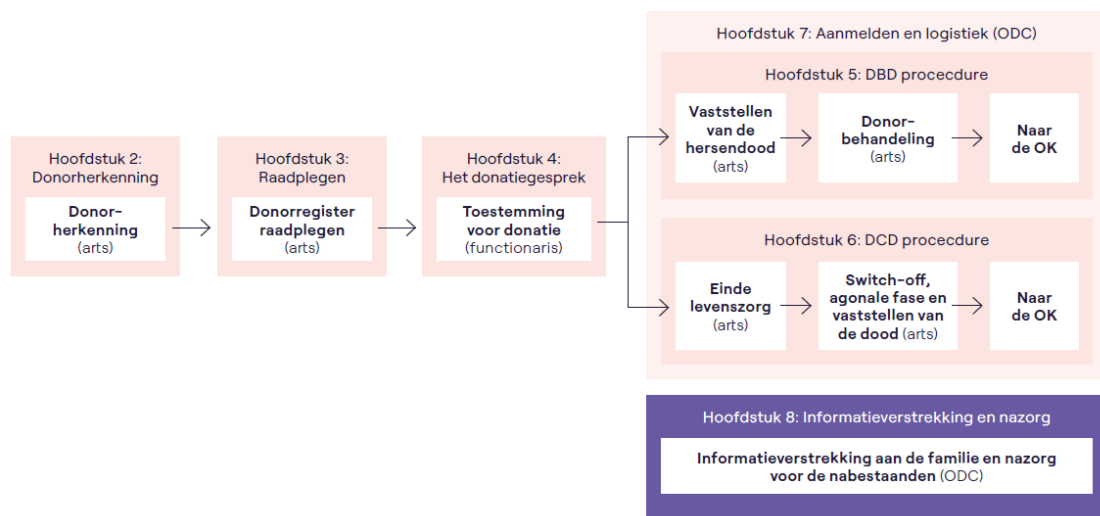 Hoofdstuk 2:
Donorherkenning
Donor-
herkenning
(arts)
Hoofdstuk 3:
Raadplegen
Donorregister
raadplegen
(arts)
Hoofdstuk 4:
Het donatiegesprek
Toestemming
voor donatie
(functionaris)
Hoofdstuk 7: Aanmelden en logistiek (ODC)
Hoofdstuk 5: DBD procecdure
Vaststellen
van de
hersendood
(arts)
Donor-
behandeling
(arts)
Naar
de OK
Hoofdstuk 6: DCD procecdure
Einde
levenszorg
(arts)
Switch-off,
agonale fase en
vaststellen van
de dood (arts)
Naar
de OK
Hoofdstuk 8: Informatieverstrekking en nazorg
Informatieverstrekking aan de familie en nazorg
voor de nabestaanden (ODC)